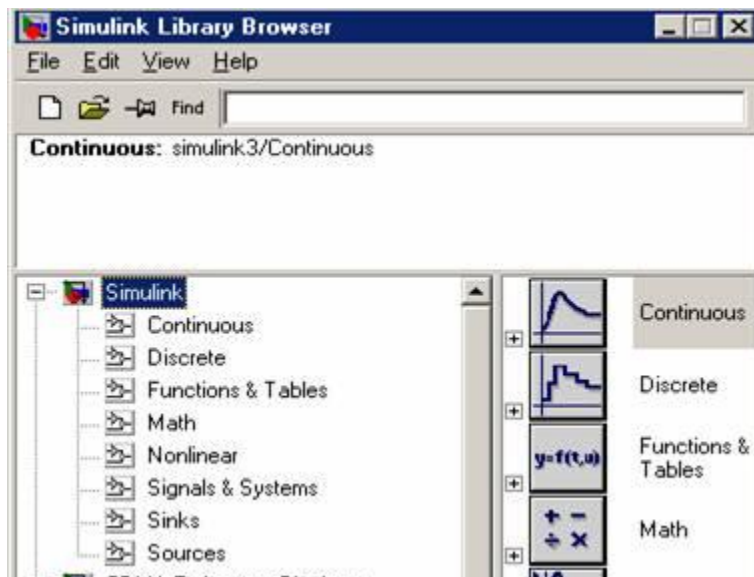 Simulink Library Browser
File Edit View Help
Find
Continuous: simulink3/Continuous
Simulink
Continuous
Discrete
Functions & Tables
Math
Nonlinear
Signals & Systems
Sinks
Sources
Continuous
Discrete
y=f(t,u)
Functions &
Tables
Math